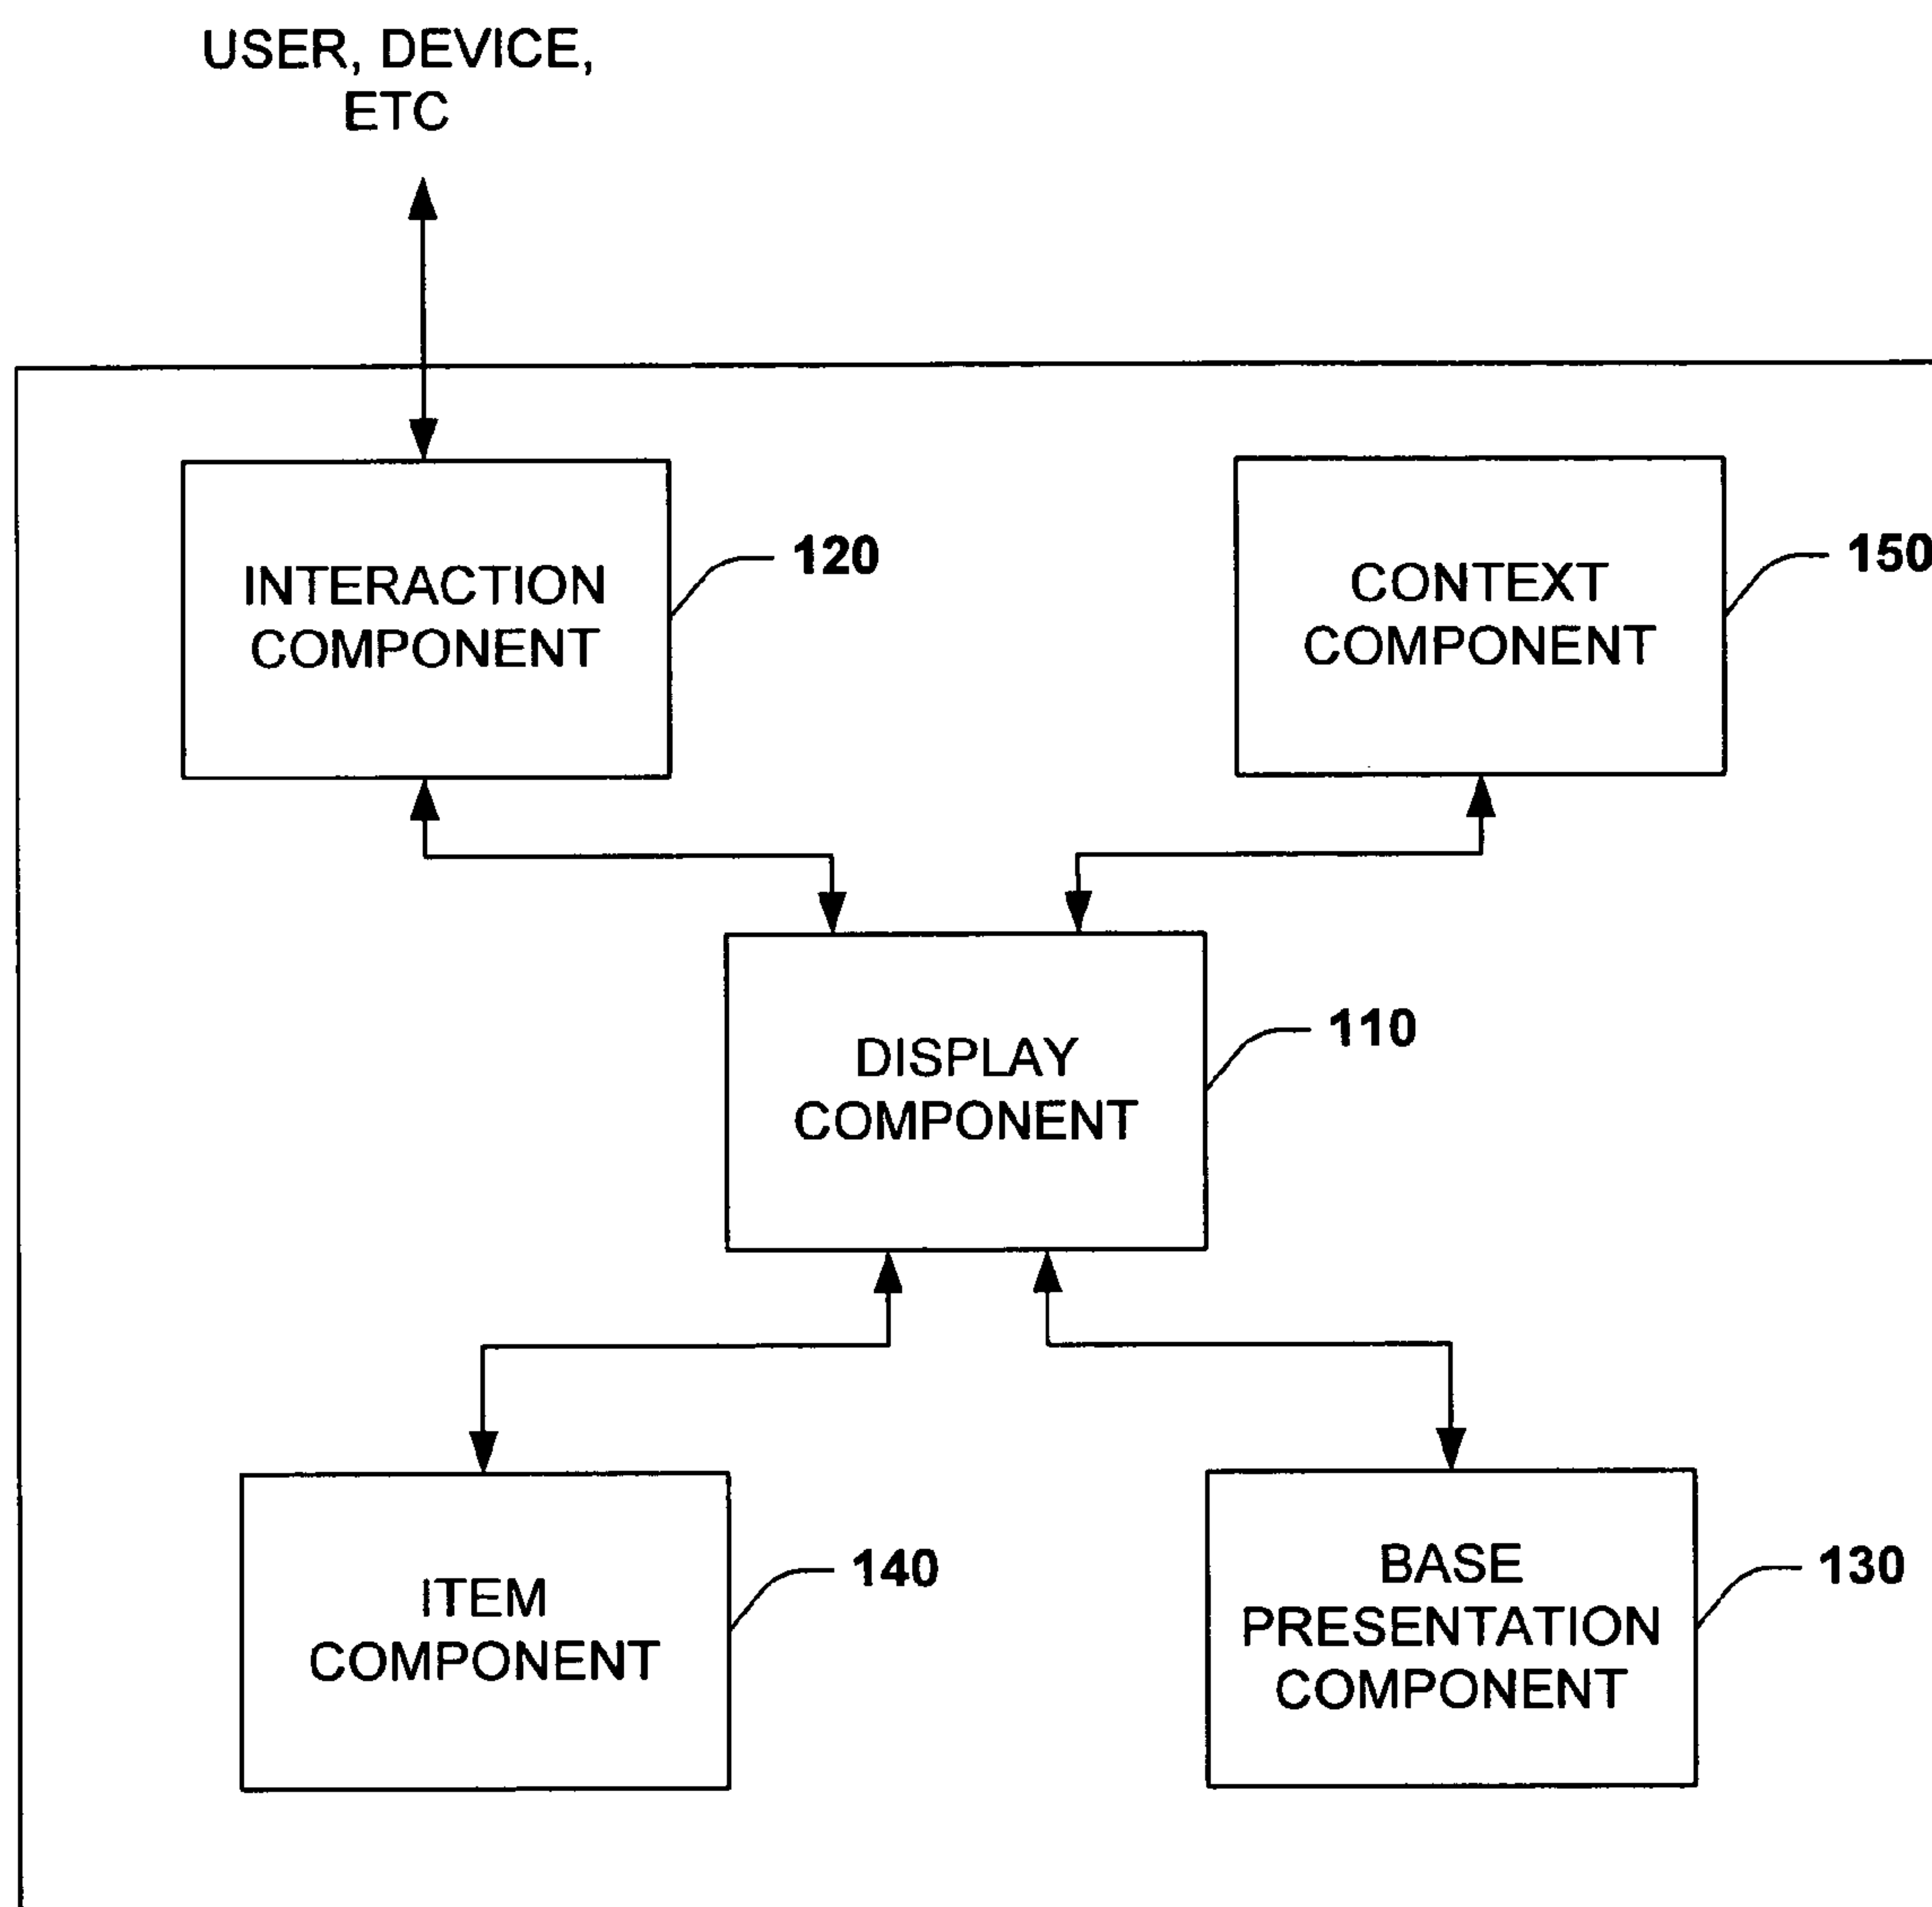 USER, DEVICE,
ETC
INTERACTION
COMPONENT
120
CONTEXT
COMPONENT
150
DISPLAY
COMPONENT
110
ITEM
COMPONENT
140
BASE
PRESENTATION
COMPONENT
130